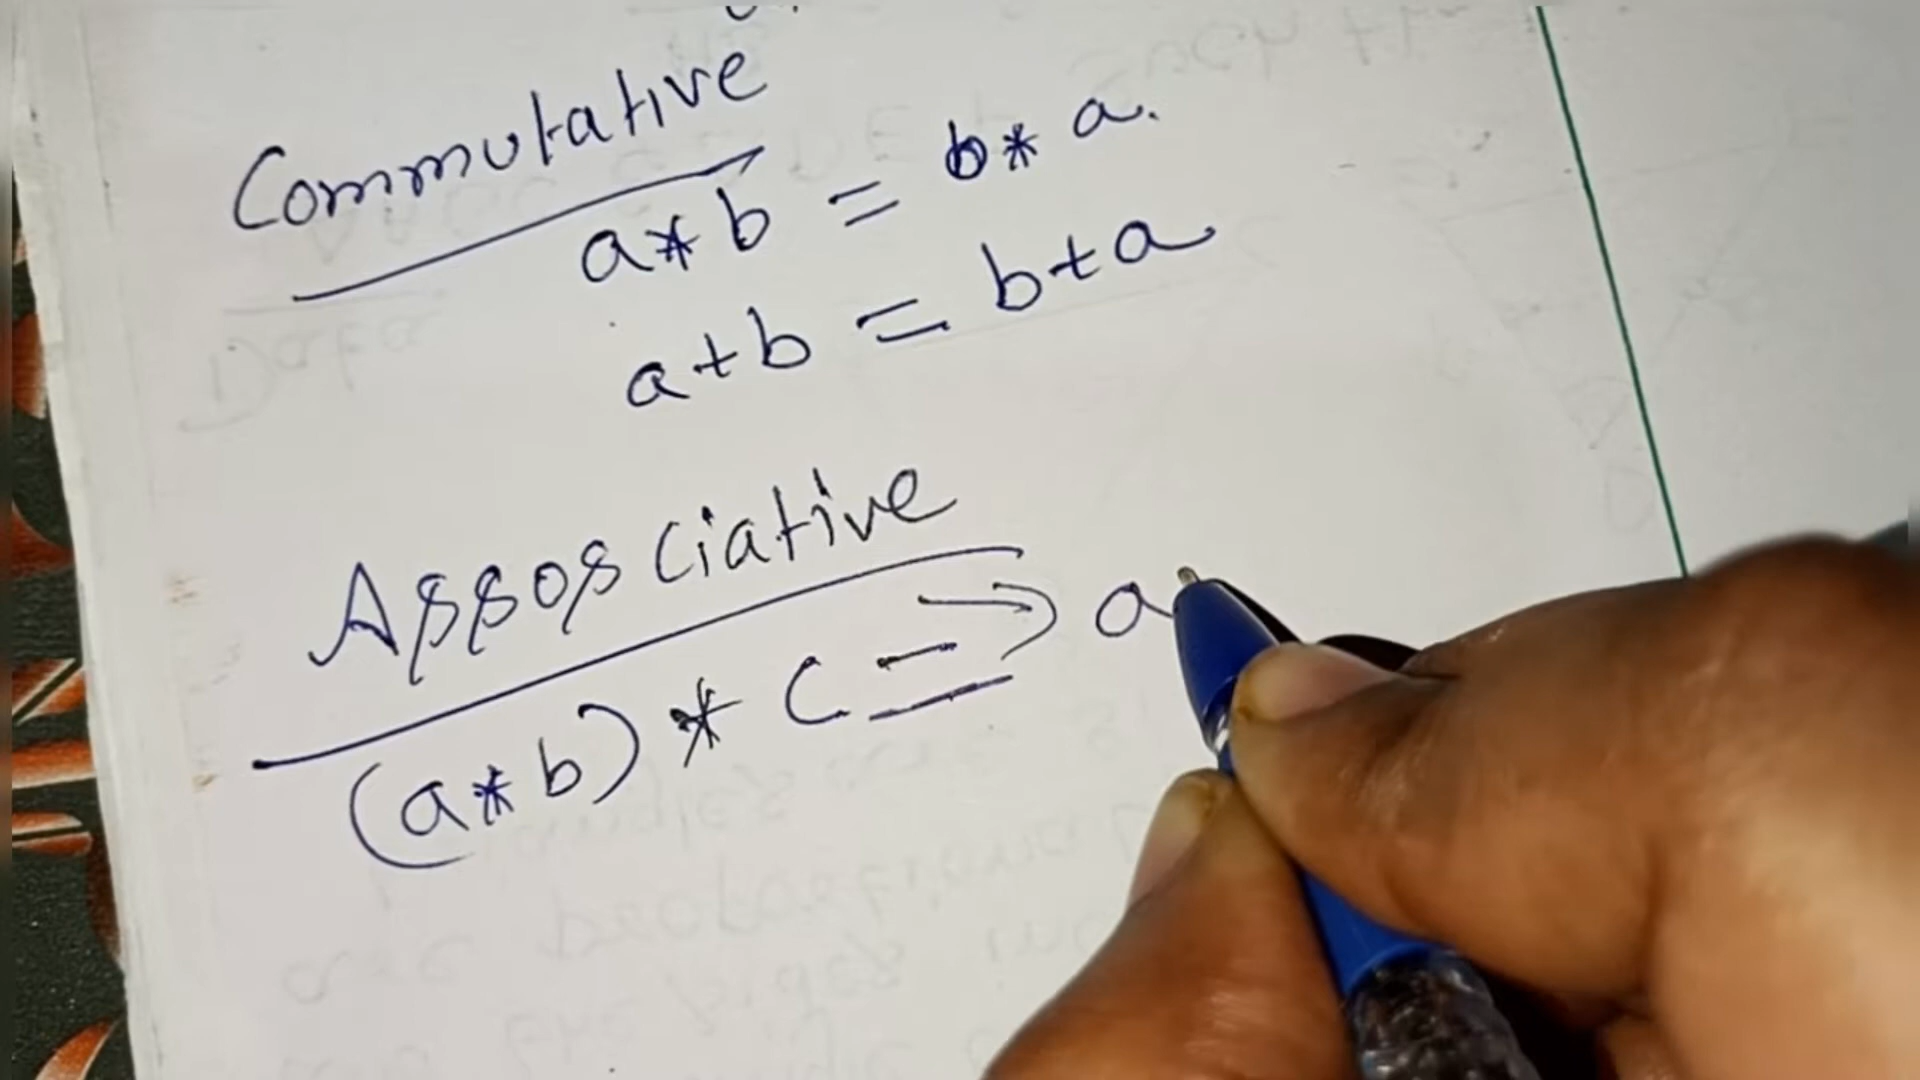 Commutative
a * b = b * a.
a + b = b + a
Assosciative
(a * b) * c => a